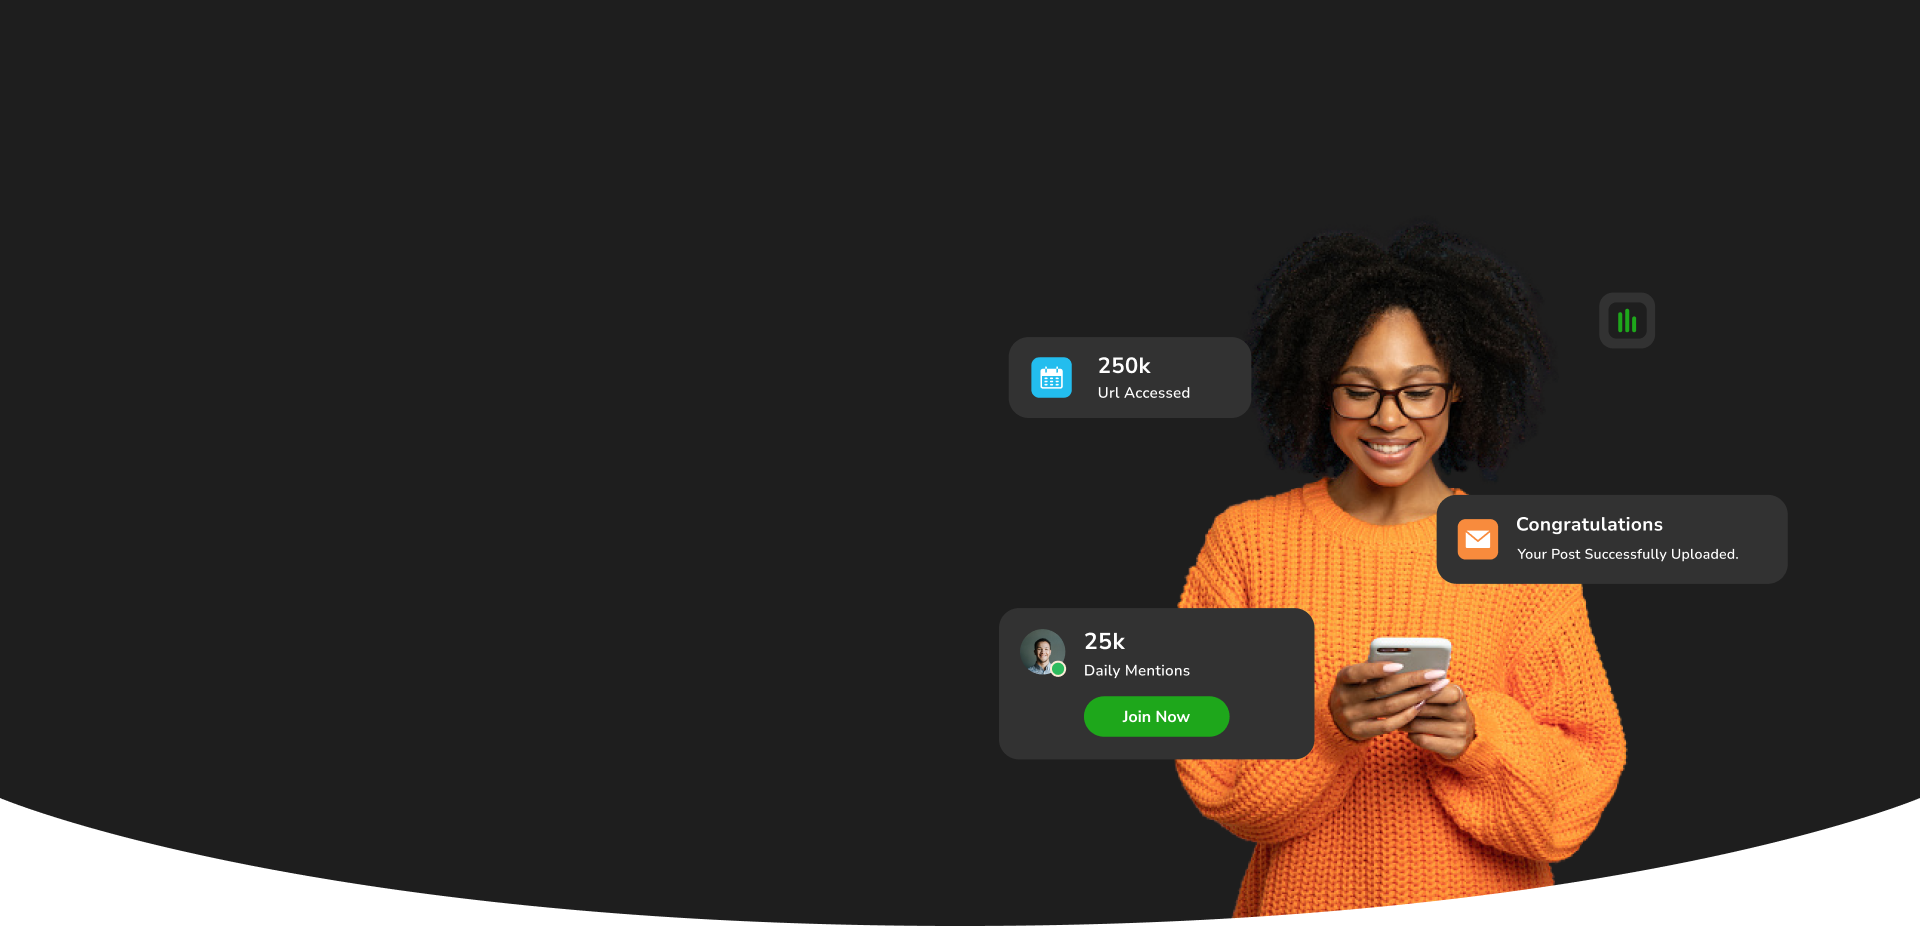 250k
Url Accessed
Congratulations
Your Post Successfully Uploaded.
25k
Daily Mentions
Join Now